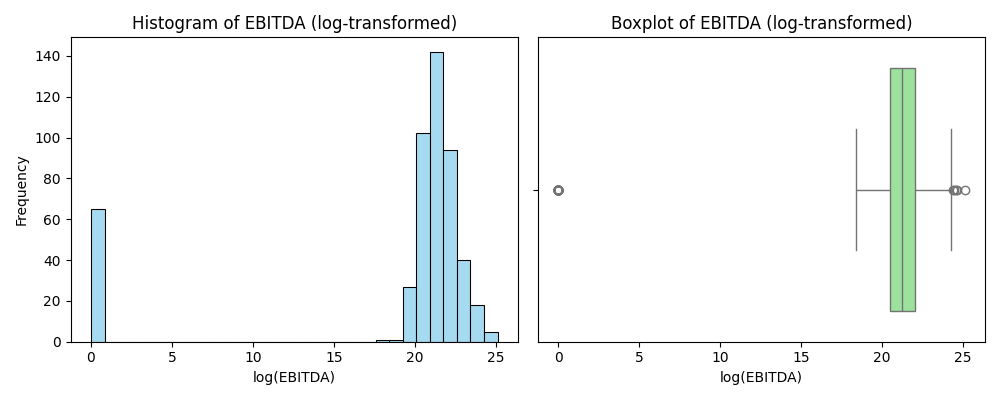 Histogram of EBITDA (log-transformed)
Boxplot of EBITDA (log-transformed)
Frequency
140
120
100
80
60
40
20
0
0 5 10 15 20 25
0 5 10 15 20 25
log(EBITDA)
log(EBITDA)